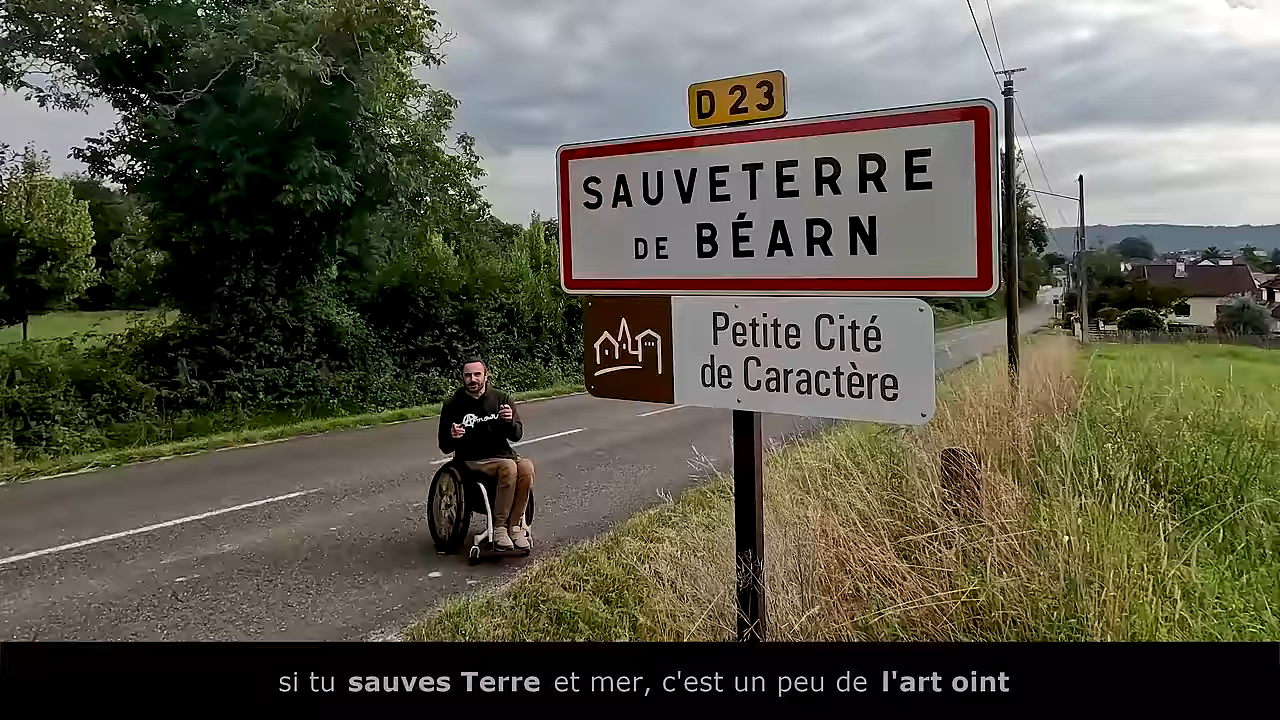 D 23
SAUVETERRE
DE BÉARN
Petite Cité
de Caractère
Amour
si tu sauves Terre et mer, c'est un peu de l'art oint